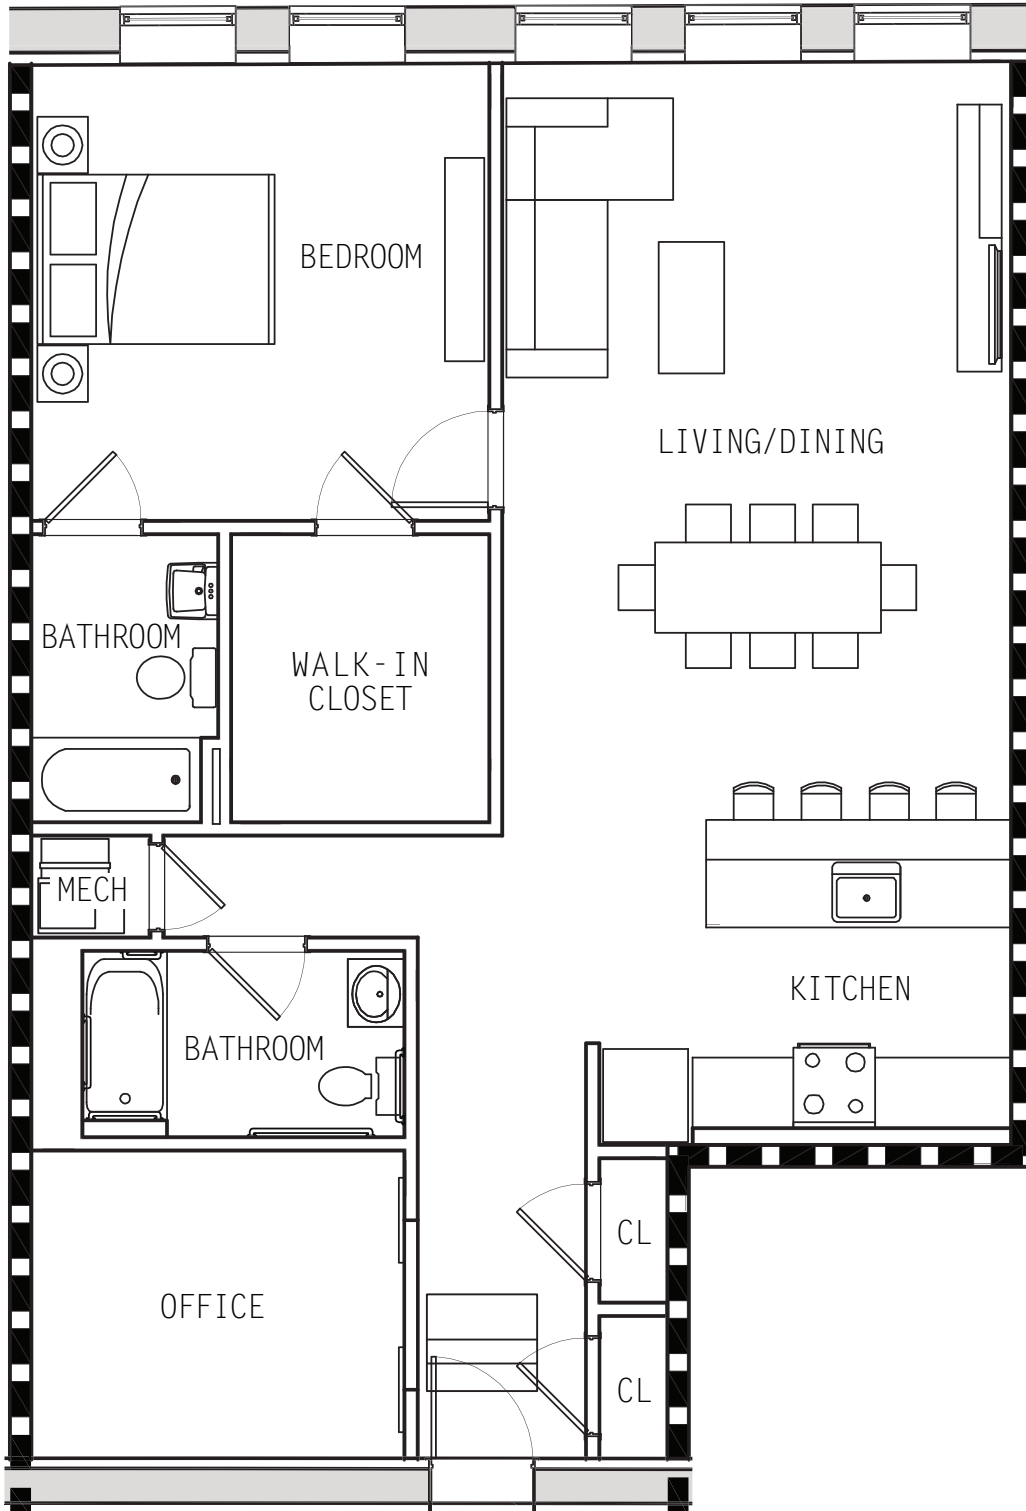 BEDROOM
LIVING/DINING
BATHROOM
WALK-IN
CLOSET
MECH
KITCHEN
BATHROOM
CL
OFFICE
CL